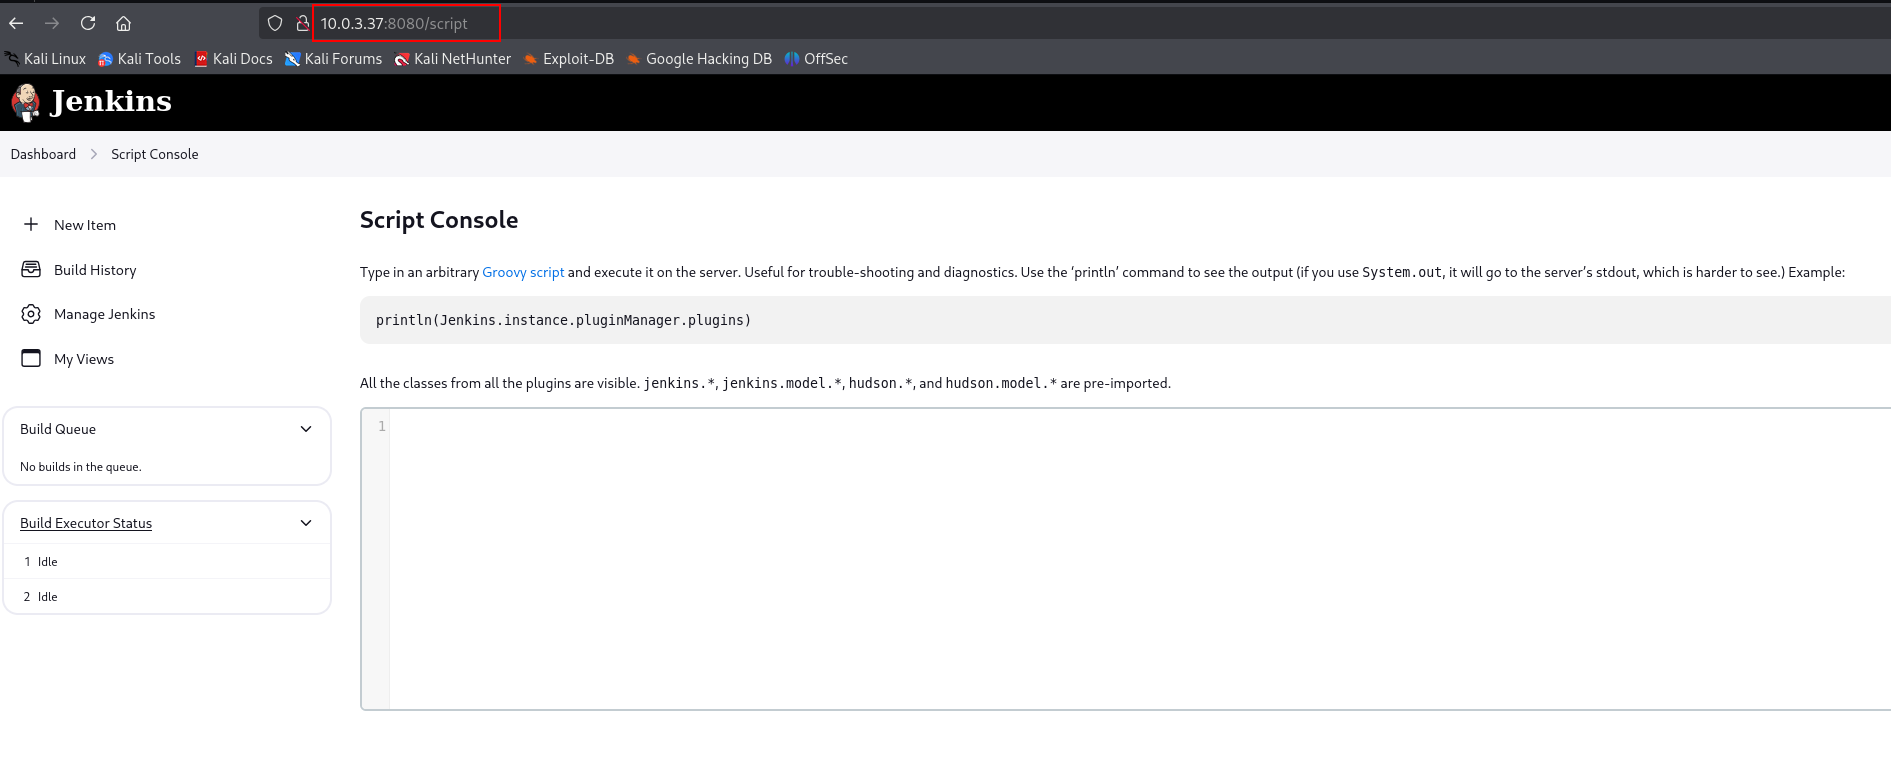 10.0.3.37:8080/script
Kali Linux Kali Tools Kali Docs Kali Forums Kali NetHunter Exploit-DB Google Hacking DB OffSec
Jenkins
Dashboard Script Console
New Item
Build History
Manage Jenkins
My Views
Build Queue
No builds in the queue.
Build Executor Status
1 Idle
2 Idle
Script Console
Type in an arbitrary Groovy script and execute it on the server. Useful for trouble-shooting and diagnostics. Use the ‘println’ command to see the output (if you use System.out, it will go to the server’s stdout, which is harder to see.) Example:
println(Jenkins.instance.pluginManager.plugins)
All the classes from all the plugins are visible. jenkins.*, jenkins.model.*, hudson.*, and hudson.model.* are pre-imported.
1